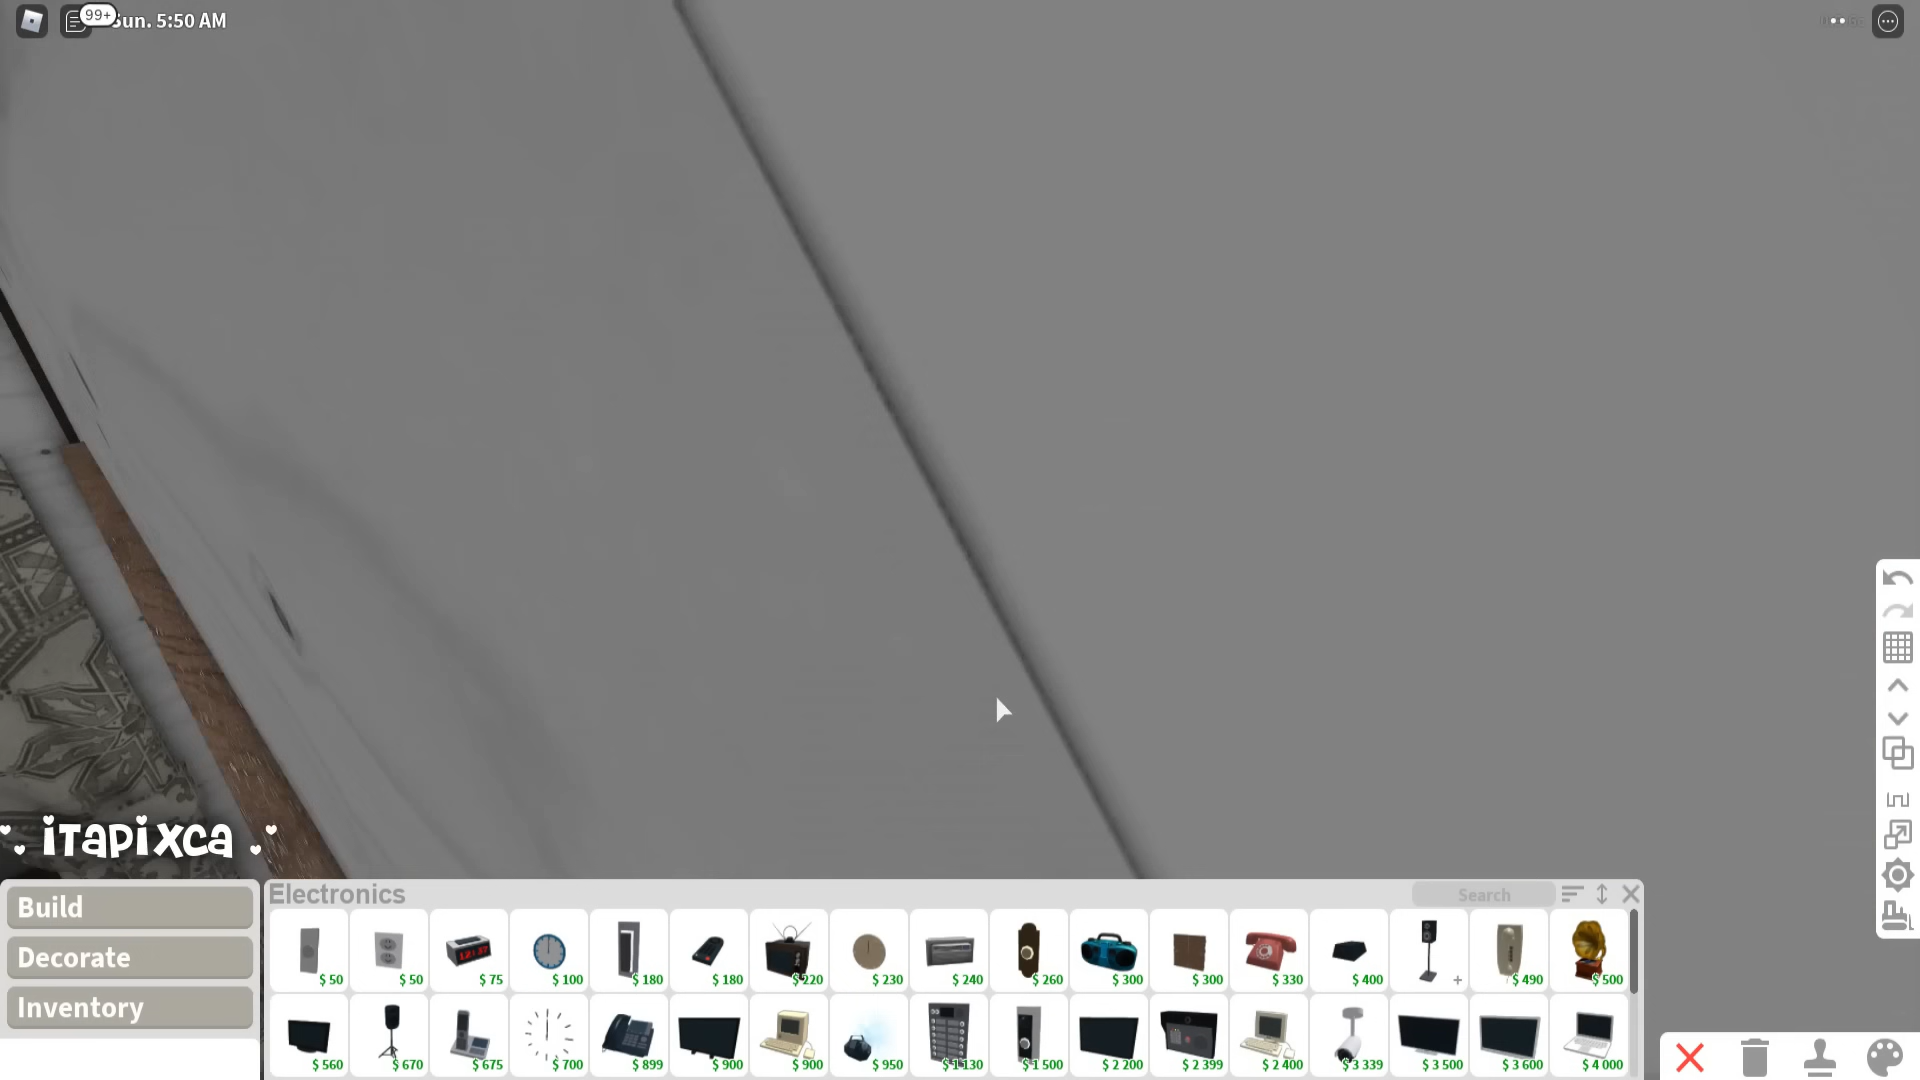 99+
Sun. 5:50 AM
iTapixca
Build
Decorate
Inventory
Electronics
Search
$ 50
$ 50
$ 75
$ 100
$ 180
$ 180
$ 220
$ 230
$ 240
$ 260
$ 300
$ 300
$ 330
$ 400
+
$ 490
$ 500
$ 560
$ 670
$ 675
$ 700
$ 899
$ 900
$ 900
$ 950
$ 1 130
$ 1 500
$ 2 200
$ 2 399
$ 2 400
$ 3 339
$ 3 500
$ 3 600
$ 4 000